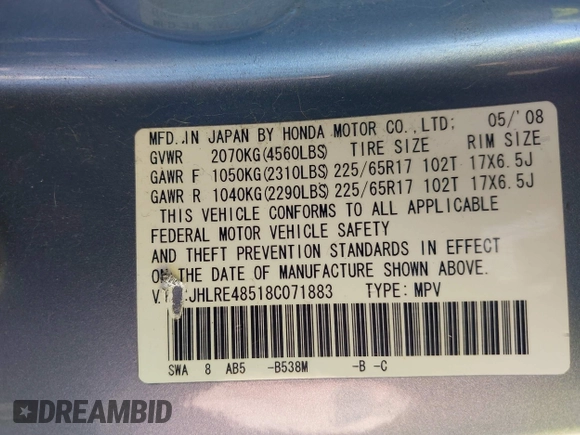 MFD. IN JAPAN BY HONDA MOTOR CO.,LTD; 05/'08
GVWR 2070KG(4560LBS) TIRE SIZE RIM SIZE
GAWR F 1050KG(2310LBS) 225/65R17 102T 17X6.5J
GAWR R 1040KG(2290LBS) 225/65R17 102T 17X6.5J
THIS VEHICLE CONFORMS TO ALL APPLICABLE
FEDERAL MOTOR VEHICLE SAFETY
AND THEFT PREVENTION STANDARDS IN EFFECT
ON THE DATE OF MANUFACTURE SHOWN ABOVE.
JHLRE48518C071883 TYPE: MPV
SWA 8 AB5 -B538M -B -C
DREAMBID